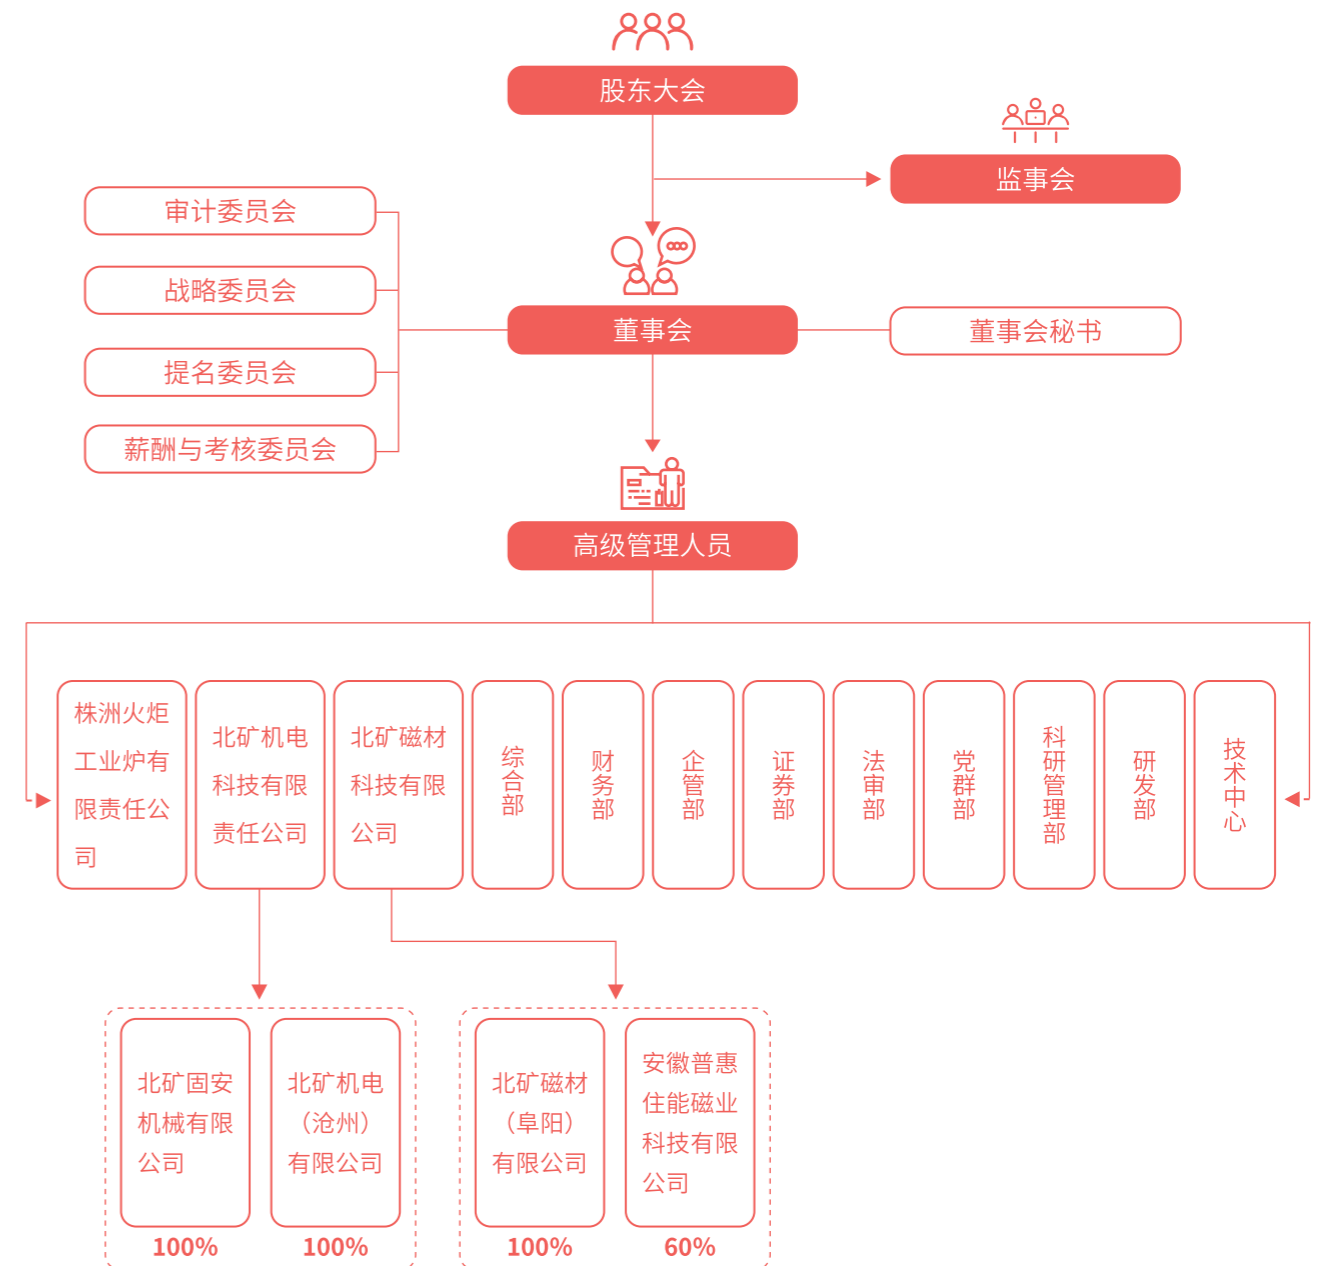 股东大会
监事会
审计委员会
战略委员会
提名委员会
薪酬与考核委员会
董事会
董事会秘书
高级管理人员
株洲火炬
工业炉有
限责任公
司
北矿机电
科技有限
责任公司
北矿磁材
科技有限
公司
综合部
财务部
企管部
证券部
法审部
党群部
科研管理部
研发部
技术中心
北矿固安
机械有限
公司
100%
北矿机电
（沧州）
有限公司
100%
北矿磁材
（阜阳）
有限公司
100%
安徽普惠
住能磁业
科技有限
公司
60%